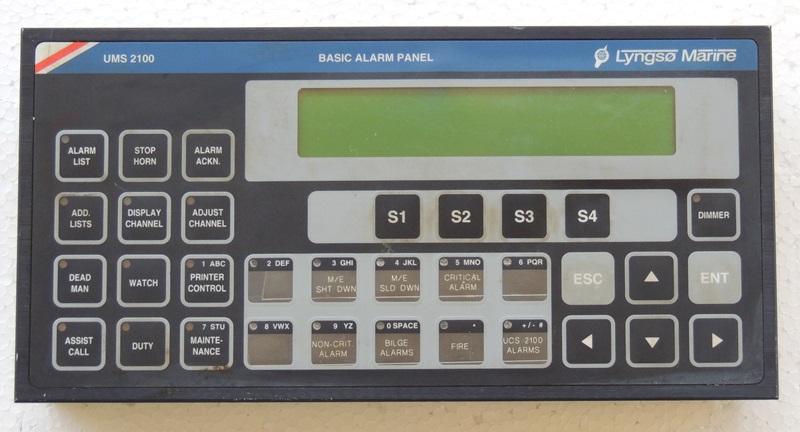 UMS 2100
BASIC ALARM PANEL
Lyngsø Marine
ALARM
LIST
STOP
HORN
ALARM
ACKN.
ADD.
LISTS
DISPLAY
CHANNEL
ADJUST
CHANNEL
S1
S2
S3
S4
DIMMER
DEAD
MAN
WATCH
1 ABC
PRINTER
CONTROL
2 DEF
3 GHI
M/E
SHT DWN
4 JKL
M/E
SLD DWN
5 MNO
CRITICAL
ALARM
6 PQR
ESC
ENT
ASSIST
CALL
DUTY
7 STU
MAINTE-
NANCE
8 VWX
9 YZ
NON-CRIT.
ALARM
0 SPACE
BILGE
ALARMS
.
FIRE
+/- #
UCS 2100
ALARMS